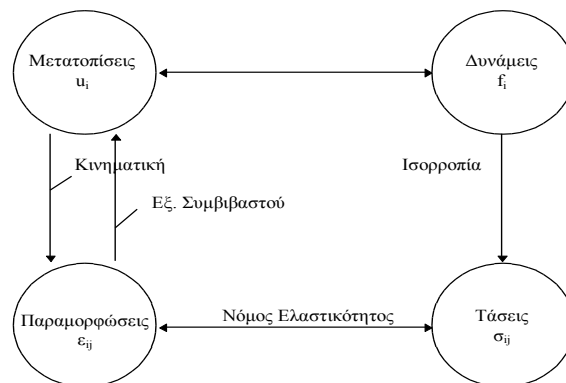 Μετατοπίσεις
u_i
Δυνάμεις
f_i
Κινηματική
Ισορροπία
Εξ. Συμβιβαστού
Παραμορφώσεις
ε_ij
Νόμος Ελαστικότητος
Τάσεις
σ_ij